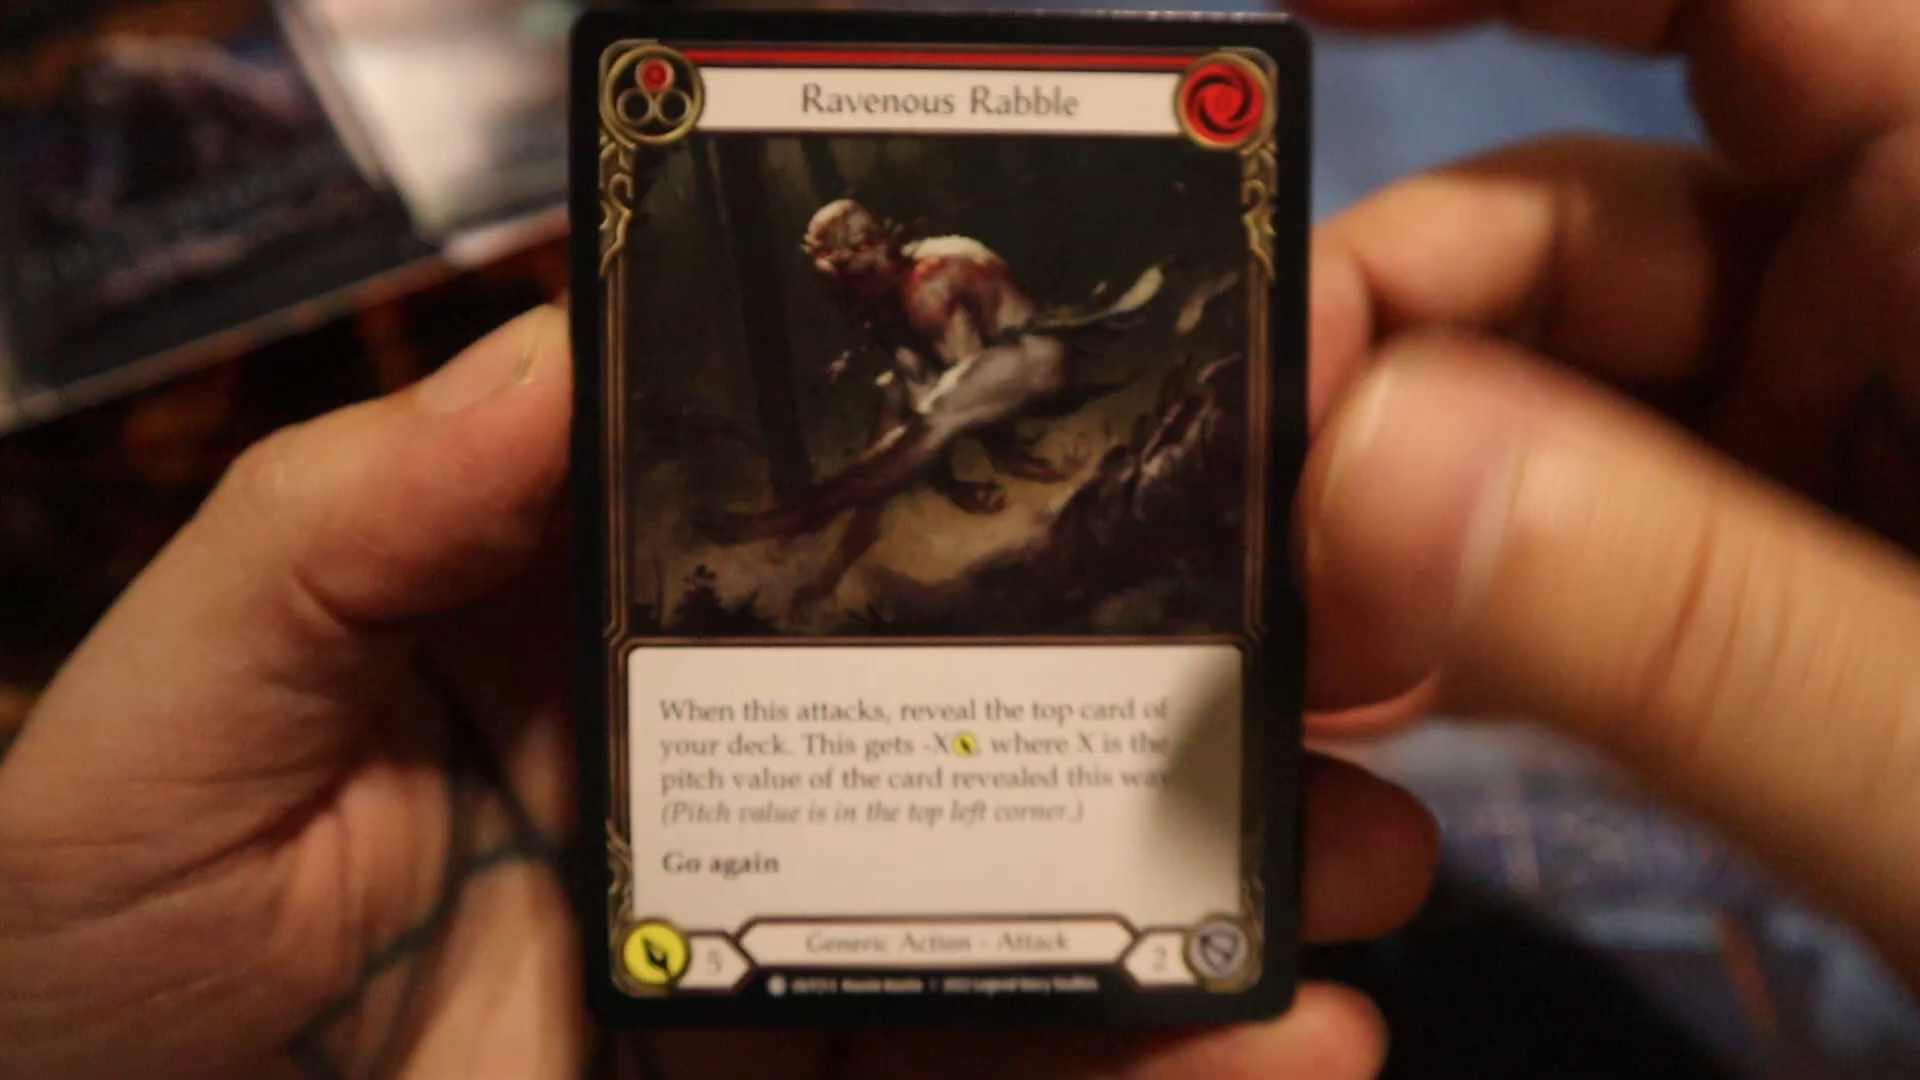 Ravenous Rabble
When this attacks, reveal the top card of
your deck. This gets -X, where X is the
pitch value of the card revealed this way.
(Pitch value is in the top left corner.)
Go again
5
Generic Action - Attack
2